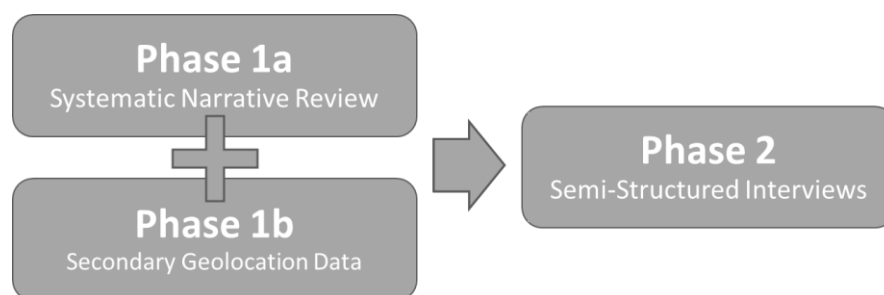 Phase 1a
Systematic Narrative Review
Phase 1b
Secondary Geolocation Data
Phase 2
Semi-Structured Interviews